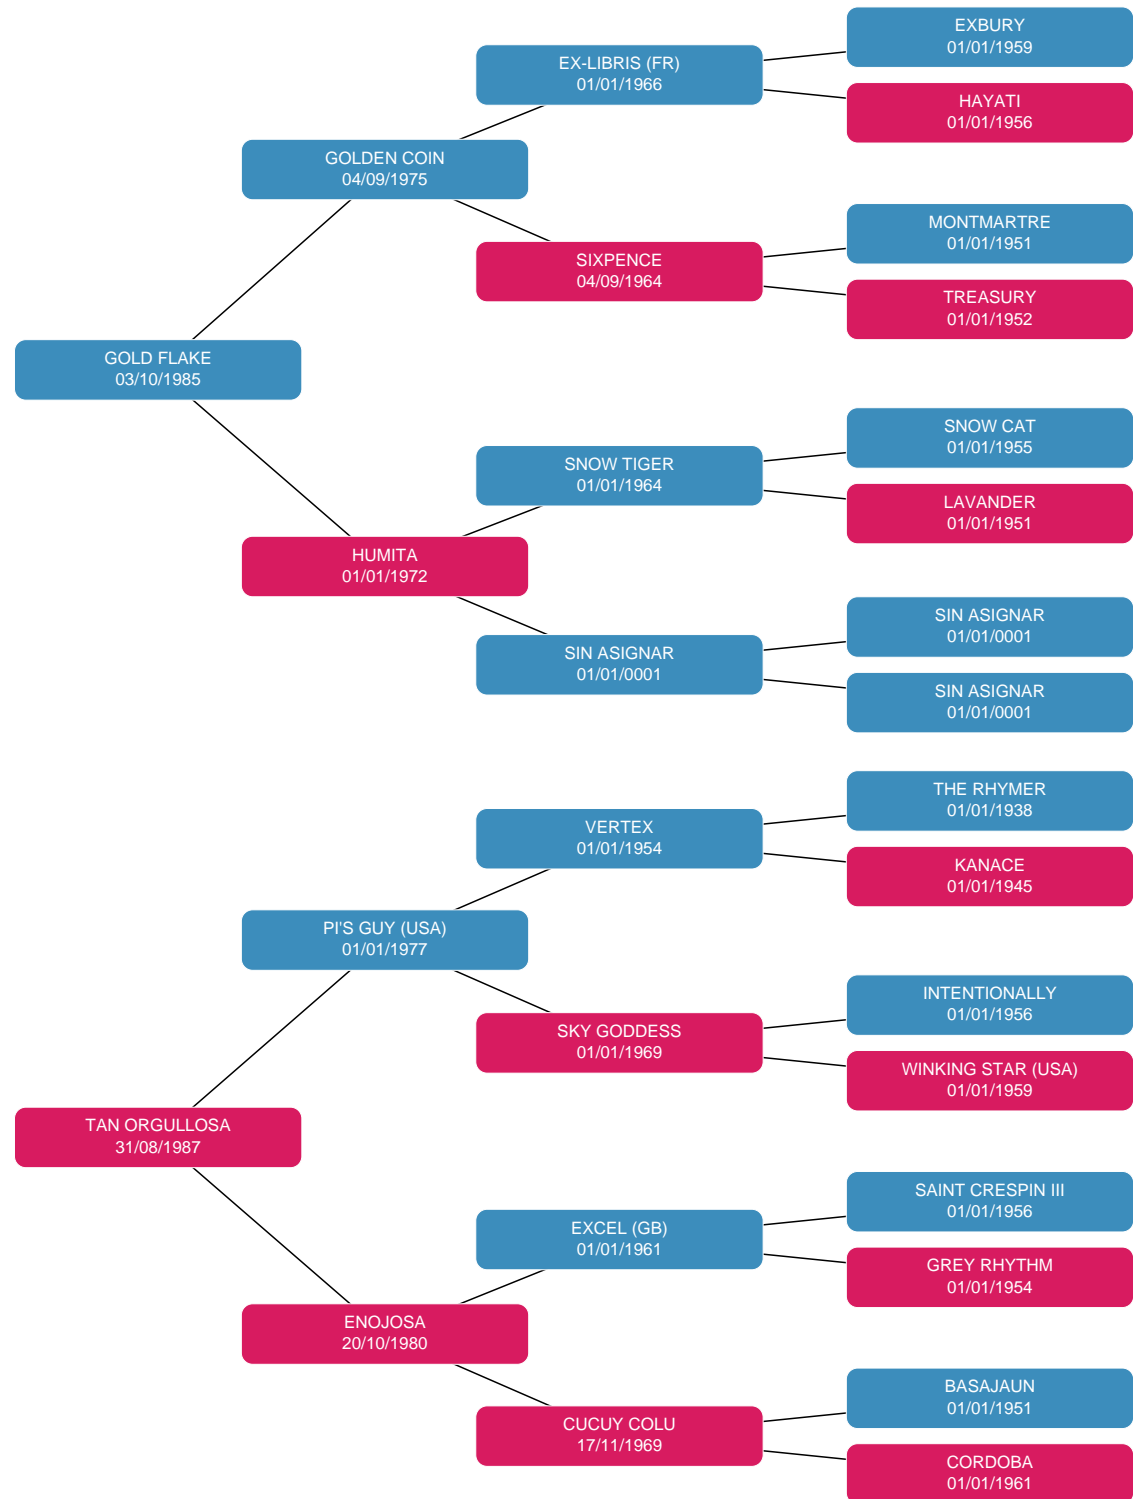 EXBURY
01/01/1959
EX-LIBRIS (FR)
01/01/1966
HAYATI
01/01/1956
GOLDEN COIN
04/09/1975
MONTMARTRE
01/01/1951
SIXPENCE
04/09/1964
TREASURY
01/01/1952
GOLD FLAKE
03/10/1985
SNOW CAT
01/01/1955
SNOW TIGER
01/01/1964
LAVANDER
01/01/1951
HUMITA
01/01/1972
SIN ASIGNAR
01/01/0001
SIN ASIGNAR
01/01/0001
SIN ASIGNAR
01/01/0001
THE RHYMER
01/01/1938
VERTEX
01/01/1954
KANACE
01/01/1945
PI'S GUY (USA)
01/01/1977
INTENTIONALLY
01/01/1956
SKY GODDESS
01/01/1969
WINKING STAR (USA)
01/01/1959
TAN ORGULLOSA
31/08/1987
SAINT CRESPIN III
01/01/1956
EXCEL (GB)
01/01/1961
GREY RHYTHM
01/01/1954
ENOJOSA
20/10/1980
BASAJAUN
01/01/1951
CUCUY COLU
17/11/1969
CORDOBA
01/01/1961